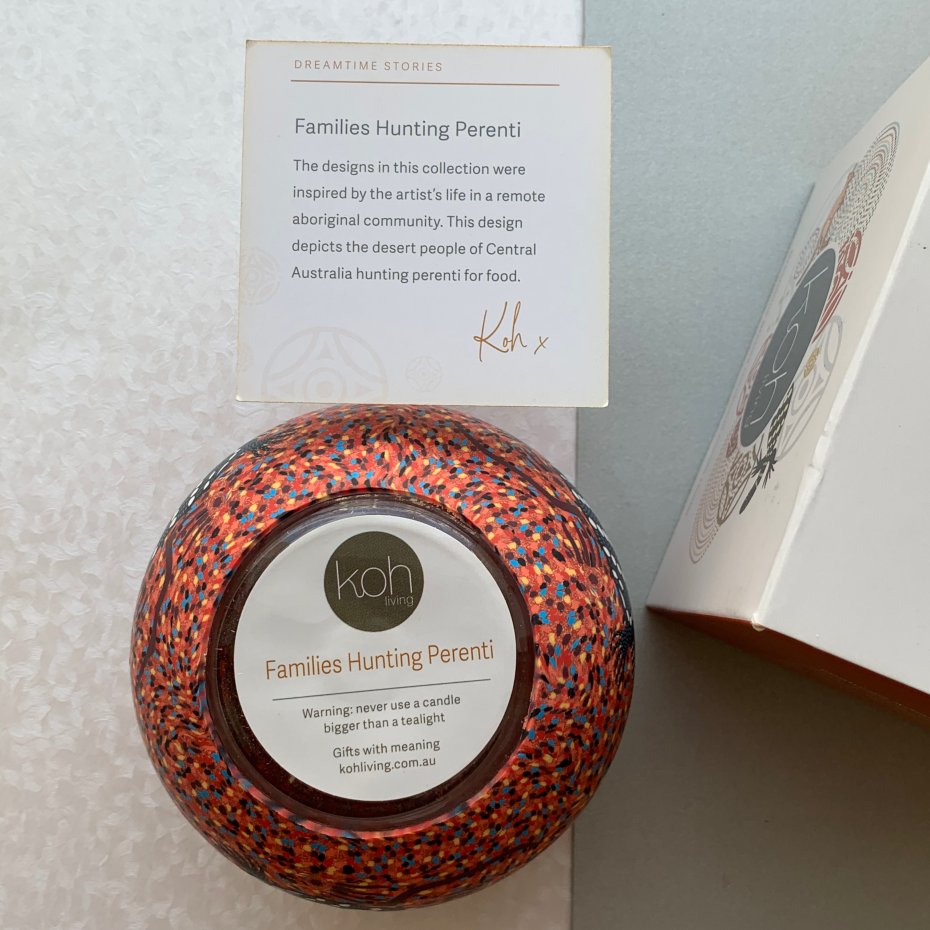 DREAMTIME STORIES
Families Hunting Perenti
The designs in this collection were
inspired by the artist's life in a remote
aboriginal community. This design
depicts the desert people of Central
Australia hunting perenti for food.
Koh x
koh
living
Families Hunting Perenti
Warning: never use a candle
bigger than a tealight
Gifts with meaning
kohliving.com.au
koh
living